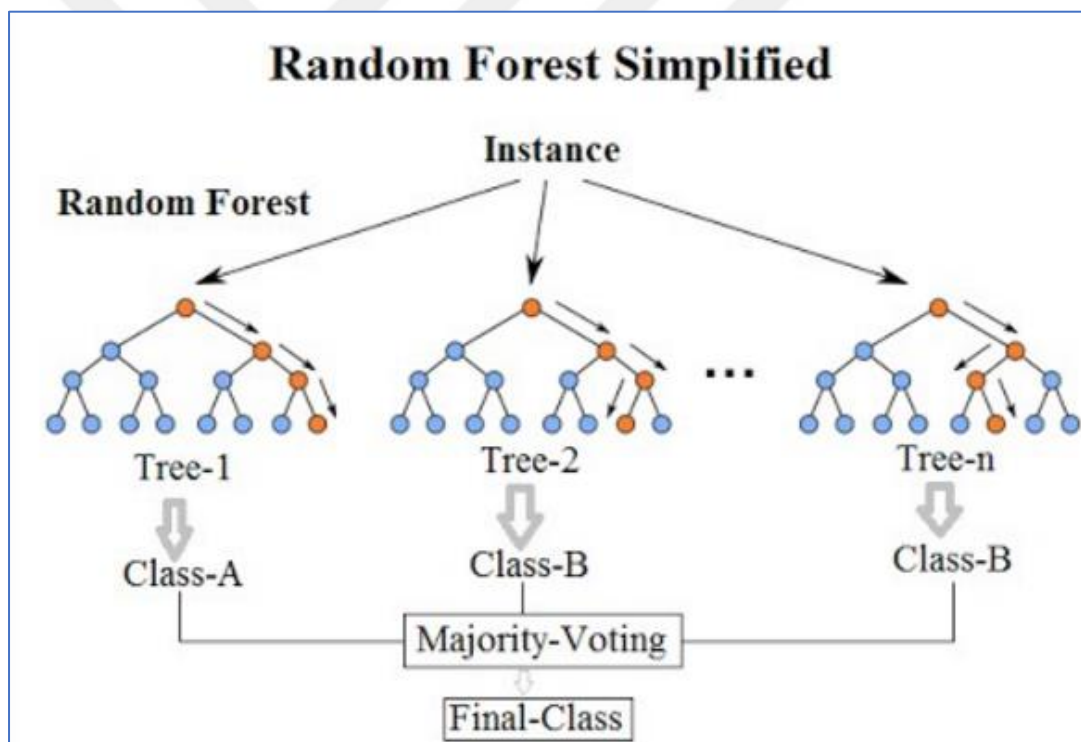 Random Forest Simplified
Instance
Random Forest
...
Tree-1 Tree-2 Tree-n
Class-A Class-B Class-B
Majority-Voting
Final-Class